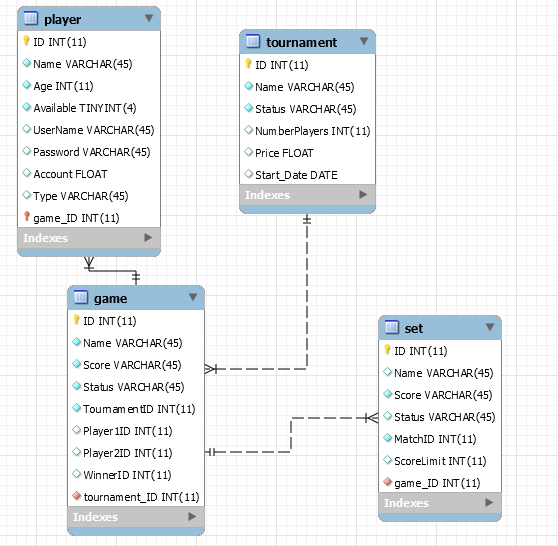 player
ID INT(11)
Name VARCHAR(45)
Age INT(11)
Available TINYINT(4)
UserName VARCHAR(45)
Password VARCHAR(45)
Account FLOAT
Type VARCHAR(45)
game_ID INT(11)
Indexes
tournament
ID INT(11)
Name VARCHAR(45)
Status VARCHAR(45)
NumberPlayers INT(11)
Price FLOAT
Start_Date DATE
Indexes
game
ID INT(11)
Name VARCHAR(45)
Score VARCHAR(45)
Status VARCHAR(45)
TournamentID INT(11)
Player1ID INT(11)
Player2ID INT(11)
WinnerID INT(11)
tournament_ID INT(11)
Indexes
set
ID INT(11)
Name VARCHAR(45)
Score VARCHAR(45)
Status VARCHAR(45)
MatchID INT(11)
ScoreLimit INT(11)
game_ID INT(11)
Indexes